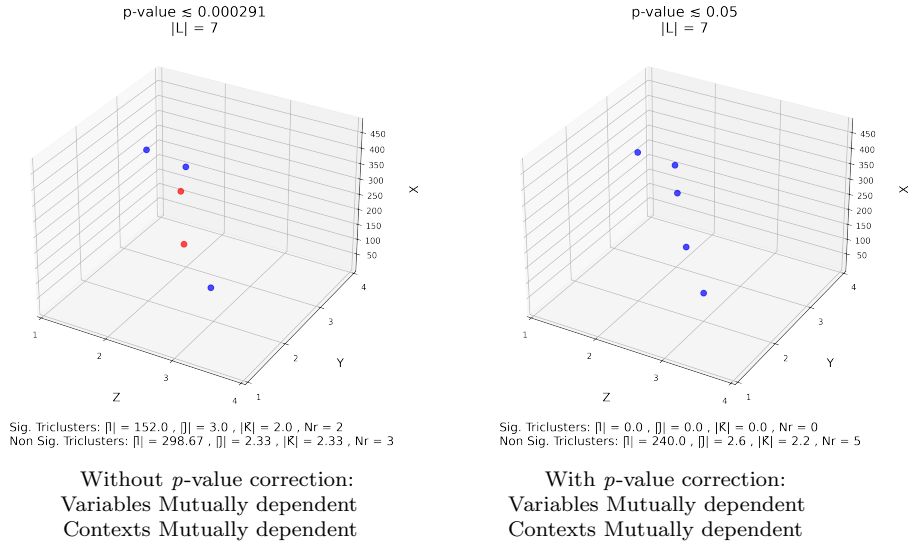 p-value ≲ 0.000291
|L| = 7
450
400
350
300
250
200
150
100
50
X
4
3
2
1
Y
1
2
3
4
Z
Sig. Triclusters: |Ī| = 152.0 , |J̄| = 3.0 , |K̄| = 2.0 , Nr = 2
Non Sig. Triclusters: |Ī| = 298.67 , |J̄| = 2.33 , |K̄| = 2.33 , Nr = 3
Without p-value correction:
Variables Mutually dependent
Contexts Mutually dependent
p-value ≲ 0.05
|L| = 7
450
400
350
300
250
200
150
100
50
X
4
3
2
1
Y
1
2
3
4
Z
Sig. Triclusters: |Ī| = 0.0 , |J̄| = 0.0 , |K̄| = 0.0 , Nr = 0
Non Sig. Triclusters: |Ī| = 240.0 , |J̄| = 2.6 , |K̄| = 2.2 , Nr = 5
With p-value correction:
Variables Mutually dependent
Contexts Mutually dependent